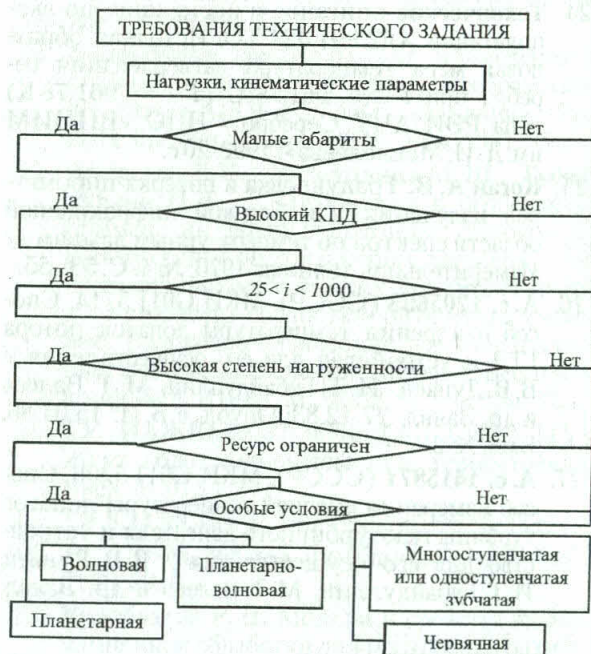 ТРЕБОВАНИЯ ТЕХНИЧЕСКОГО ЗАДАНИЯ
Нагрузки, кинематические параметры
Да
Нет
Малые габариты
Да
Нет
Высокий КПД
Да
Нет
25< i < 1000
Да
Нет
Высокая степень нагруженности
Да
Нет
Ресурс ограничен
Да
Нет
Особые условия
Волновая
Планетарно-
волновая
Многоступенчатая
или одноступенчатая
зубчатая
Планетарная
Червячная